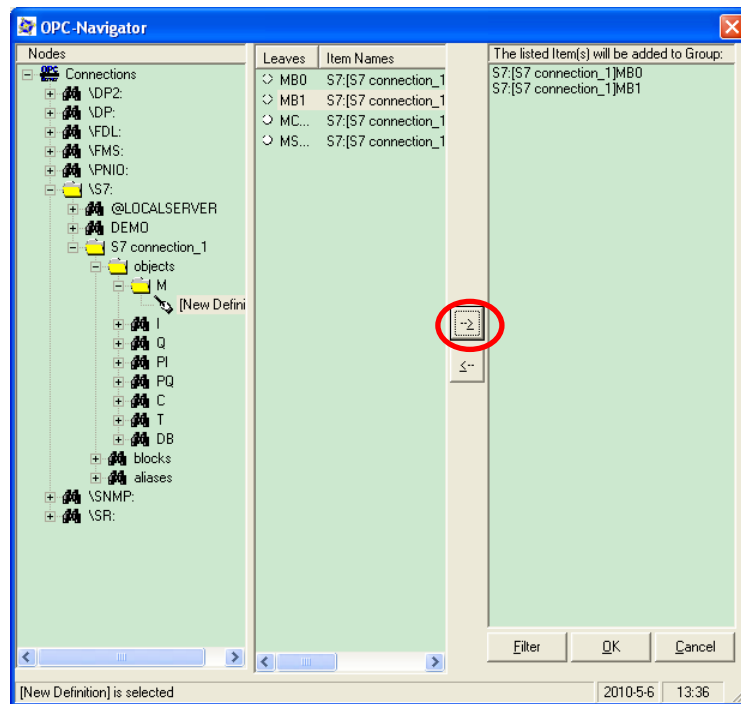 OPC-Navigator
Nodes
Connections
\DP2:
\DP:
\FDL:
\FMS:
\PNIO:
\S7:
@LOCALSERVER
DEMO
S7 connection_1
objects
M
[New Defini
I
Q
PI
PQ
C
T
DB
blocks
aliases
\SNMP:
\SR:
Leaves Item Names
MB0 S7:[S7 connection_1
MB1 S7:[S7 connection_1
MC... S7:[S7 connection_1
MS... S7:[S7 connection_1
-->
<--
The listed Item(s) will be added to Group:
S7:[S7 connection_1]MB0
S7:[S7 connection_1]MB1
Filter OK Cancel
[New Definition] is selected 2010-5-6 13:36